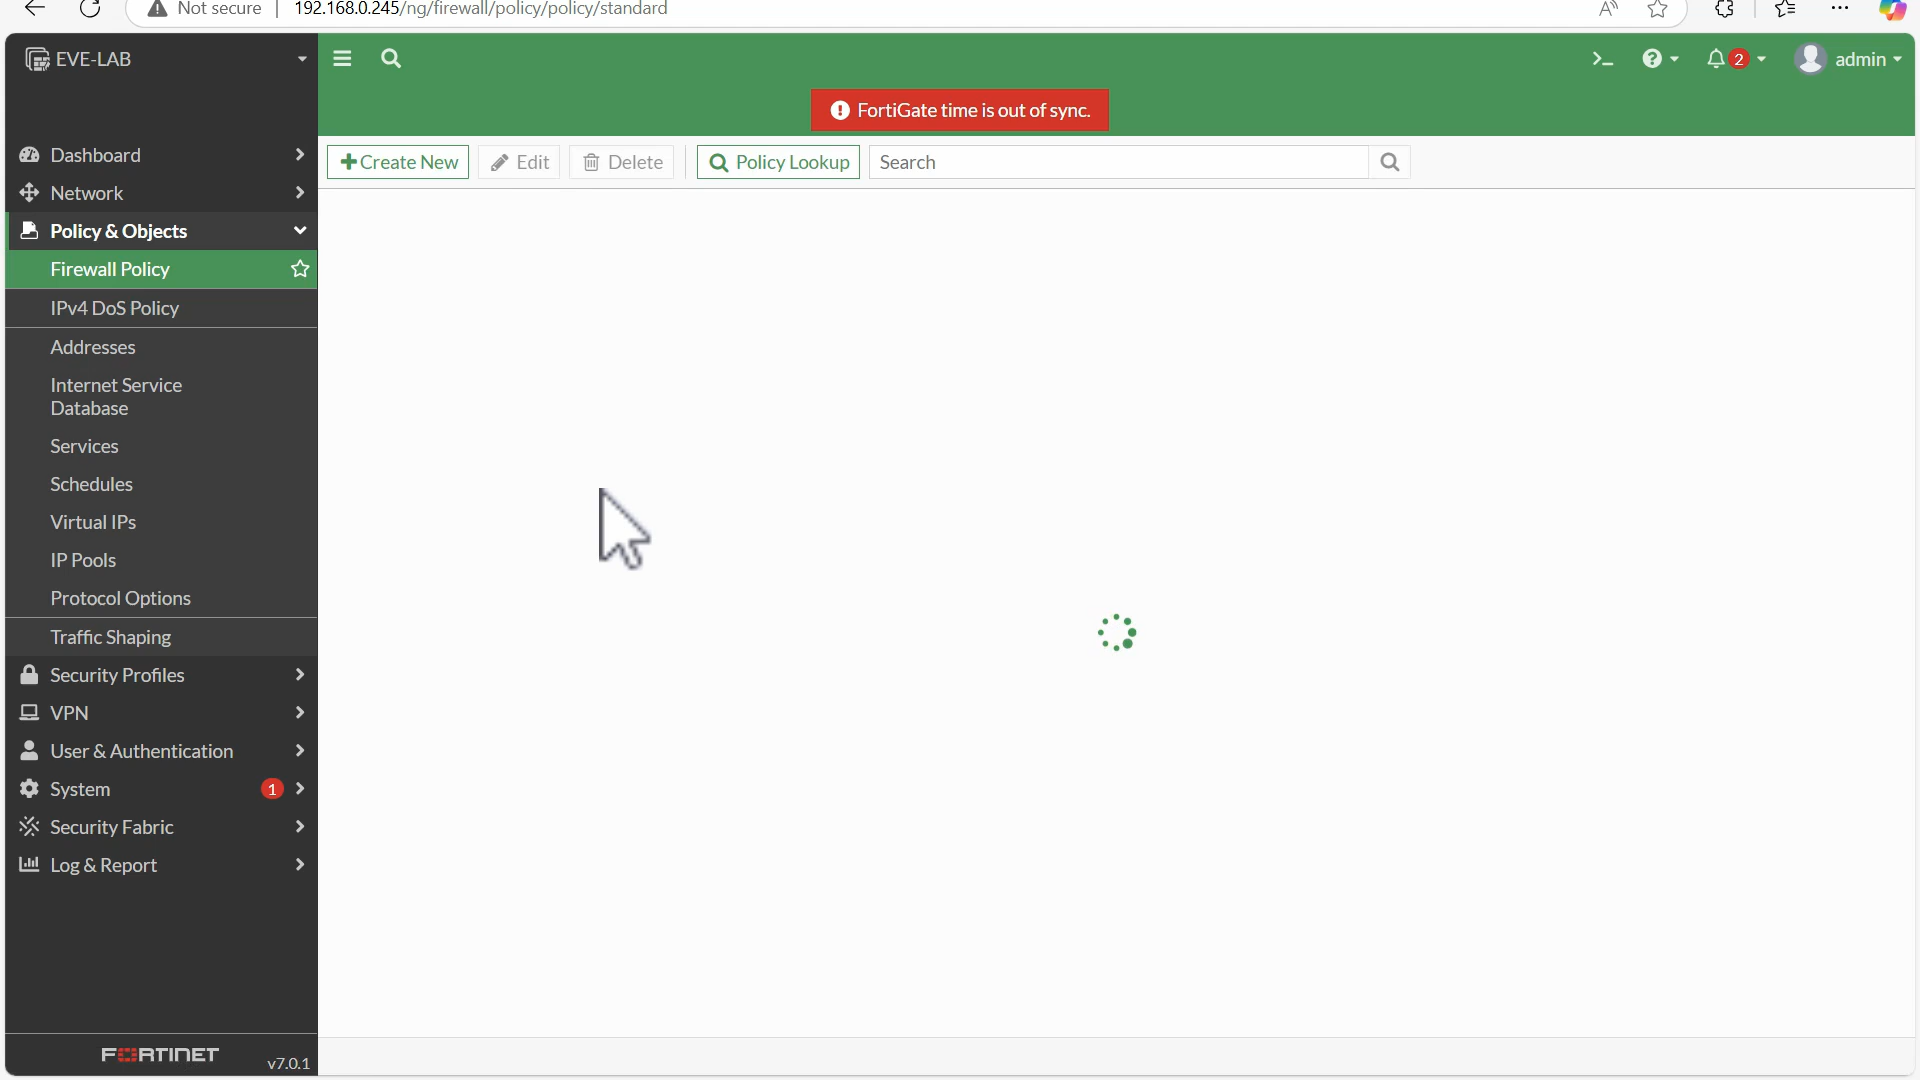 Not secure
192.168.0.245/ng/firewall/policy/policy/standard
EVE-LAB
2
admin
FortiGate time is out of sync.
Create New
Edit
Delete
Policy Lookup
Search
Dashboard
Network
Policy & Objects
Firewall Policy
IPv4 DoS Policy
Addresses
Internet Service
Database
Services
Schedules
Virtual IPs
IP Pools
Protocol Options
Traffic Shaping
Security Profiles
VPN
User & Authentication
System
1
Security Fabric
Log & Report
FORTINET
v7.0.1